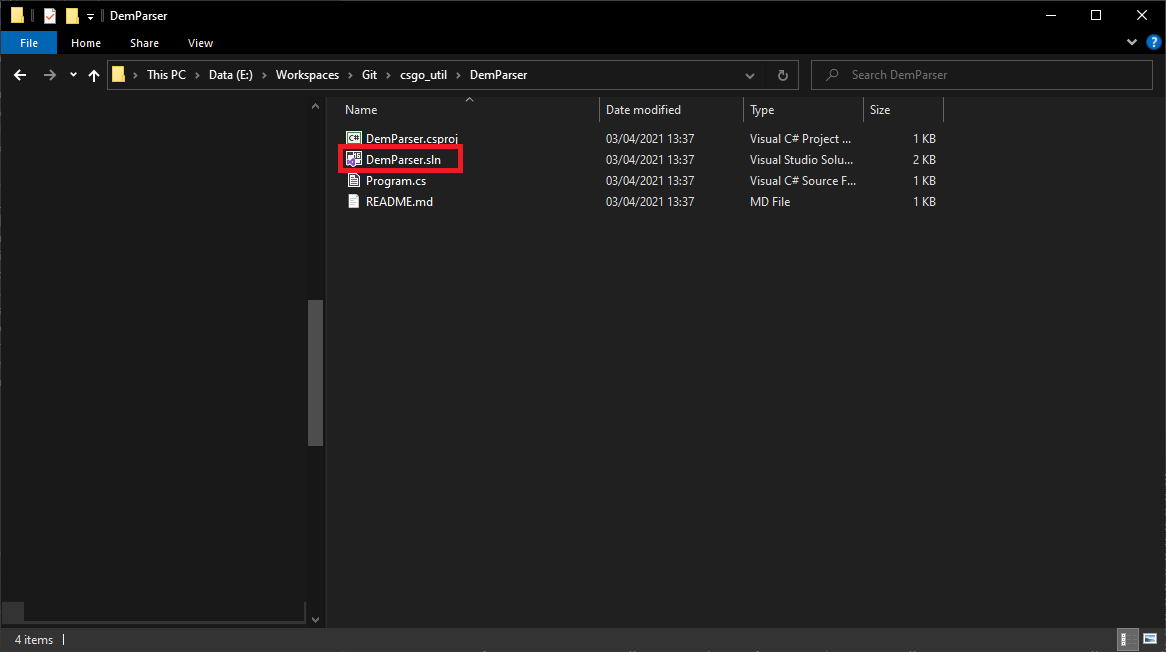 DemParser
File Home Share View
This PC Data (E:) Workspaces Git csgo_util DemParser Search DemParser
Name Date modified Type Size
DemParser.csproj 03/04/2021 13:37 Visual C# Project ... 1 KB
DemParser.sln 03/04/2021 13:37 Visual Studio Solu... 2 KB
Program.cs 03/04/2021 13:37 Visual C# Source F... 1 KB
README.md 03/04/2021 13:37 MD File 1 KB
4 items